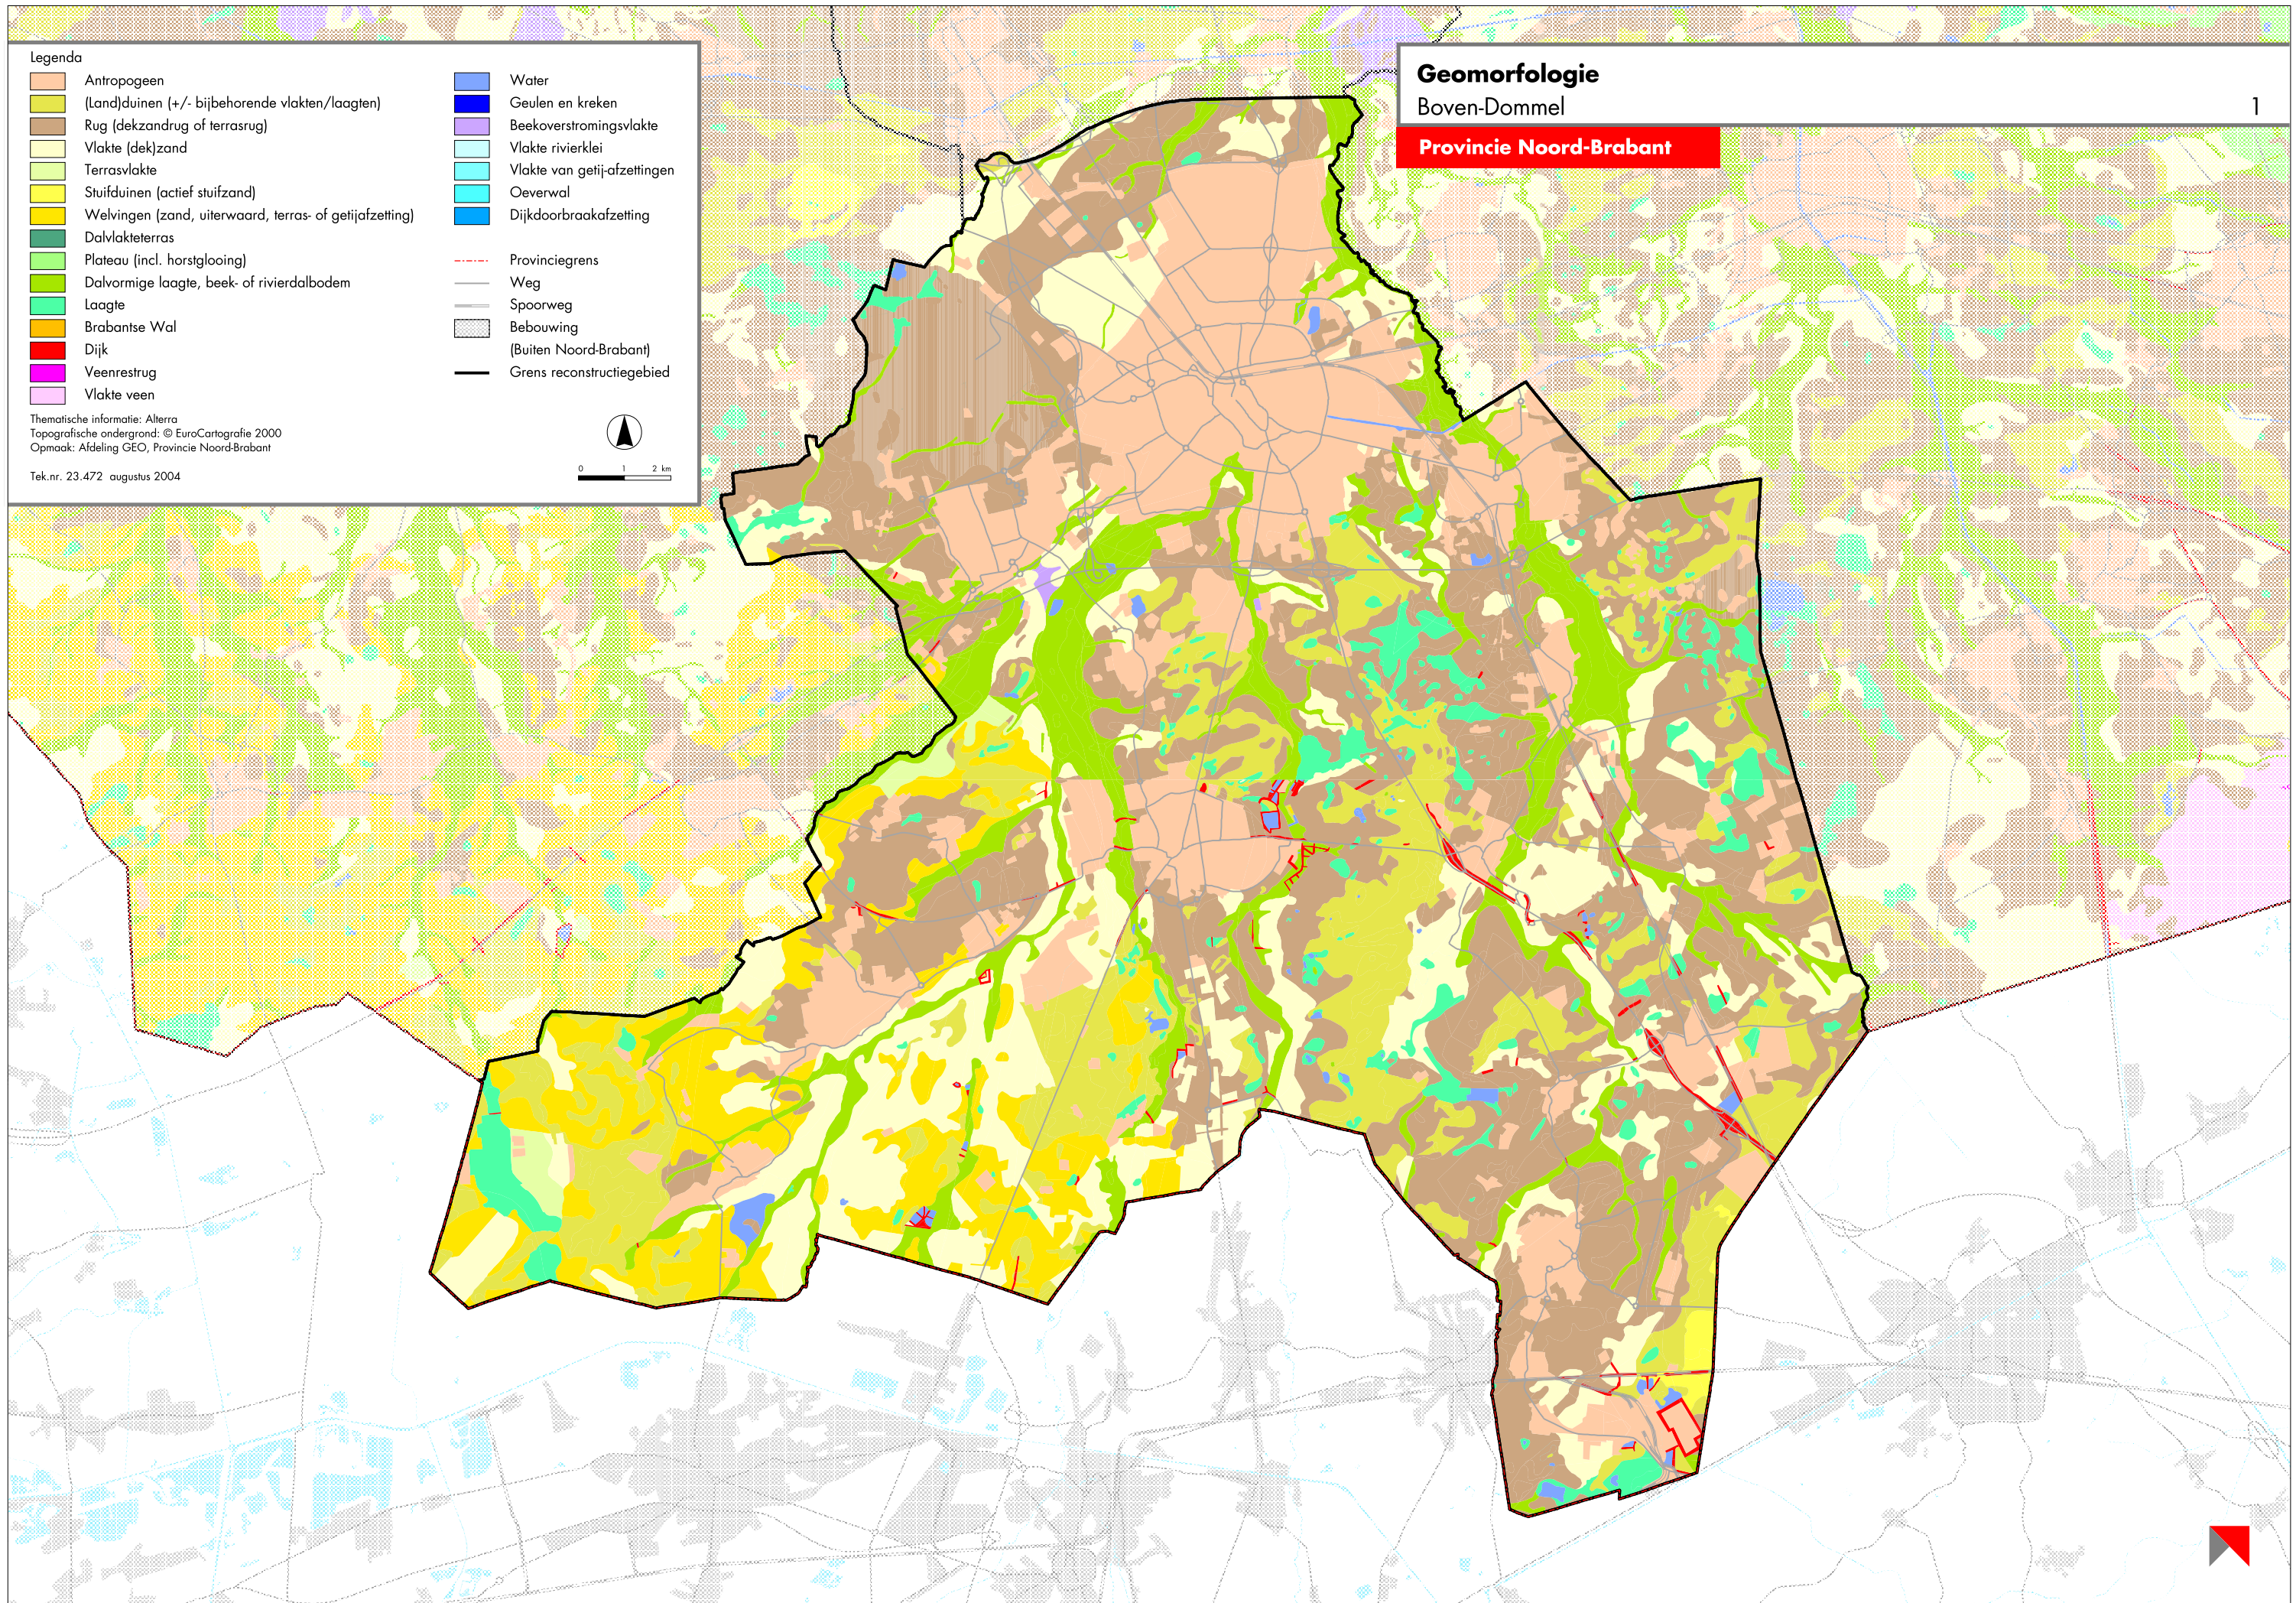 Legenda
Antropogeen
(Land)duinen (+/- bijbehorende vlakten/laagten)
Rug (dekzandrug of terrasrug)
Vlakte (dek)zand
Terrasvlakte
Stuifduinen (actief stuifzand)
Welvingen (zand, uiterwaard, terras- of getijafzetting)
Dalvlakteterras
Plateau (incl. horstglooing)
Dalvormige laagte, beek- of rivierdalbodem
Laagte
Brabantse Wal
Dijk
Veenrestrug
Vlakte veen
Water
Geulen en kreken
Beekoverstromingsvlakte
Vlakte rivierklei
Vlakte van getij-afzettingen
Oeverwal
Dijkdoorbraakafzetting
Provinciegrens
Weg
Spoorweg
Bebouwing
(Buiten Noord-Brabant)
Grens reconstructiegebied
Thematische informatie: Alterra
Topografische ondergrond: © EuroCartografie 2000
Opmaak: Afdeling GEO, Provincie Noord-Brabant
Tek.nr. 23.472 augustus 2004
0 1 2 km
Geomorfologie
Boven-Dommel 1
Provincie Noord-Brabant